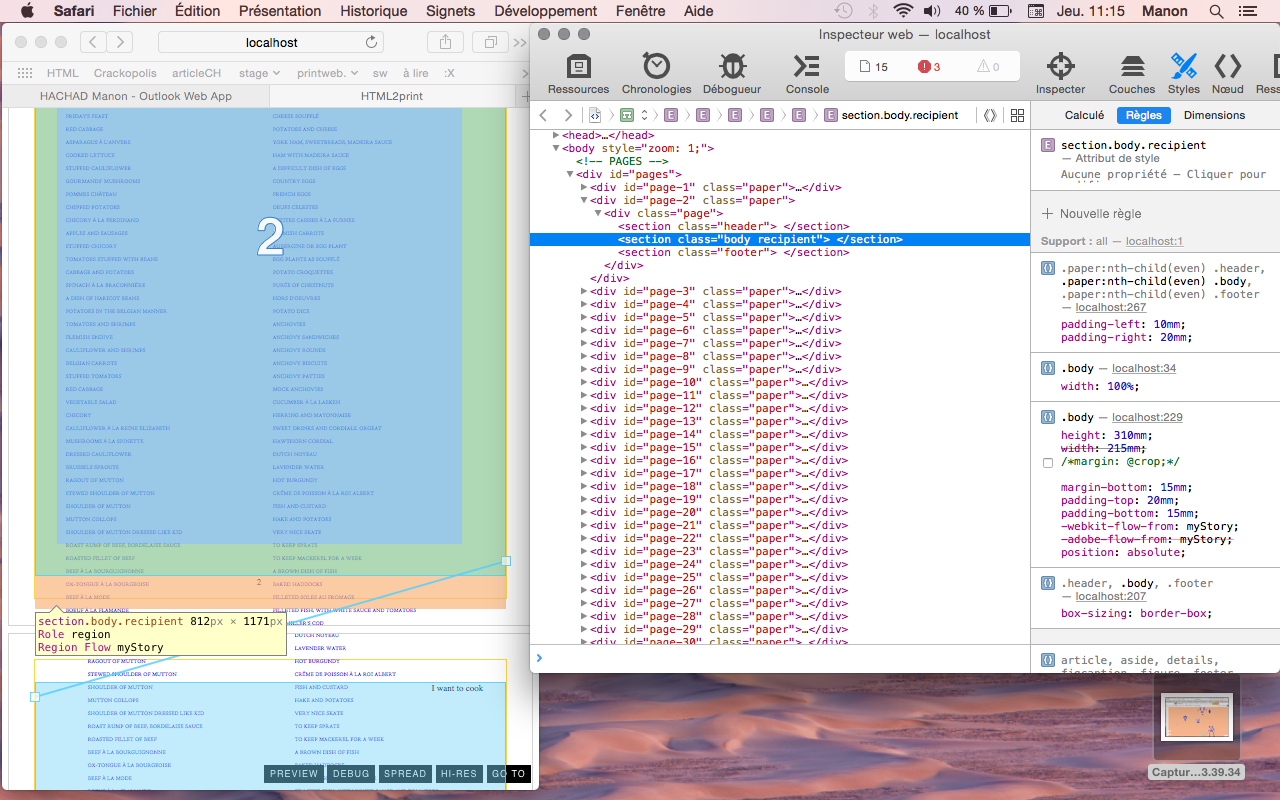 Safari Fichier Édition Présentation Historique Signets Développement Fenêtre Aide 40 % Jeu. 11:15 Manon
localhost
HTML Crackopolis articleCH stage printweb. sw à lire :X
HACHAD Manon - Outlook Web App HTML2print
FRIDAY'S FEAST CHEESE SOUFFLÉ
RED CABBAGE POTATOES AND CHEESE
ASPARAGUS À L'ANVERS YORK HAM, SWEETBREADS, MADEIRA SAUCE
COOKED LETTUCE HAM WITH MADEIRA SAUCE
STUFFED CAULIFLOWER A DIFFICULT DISH OF EGGS
GOURMANDS' MUSHROOMS COUNTRY EGGS
POMMES CHÂTEAU FRENCH EGGS
CHIPPED POTATOES OEUFS CELESTES
CHICORY À LA FERDINAND
APPLES AND SAUSAGES
STUFFED CHICORY
2
TOMATOES STUFFED WITH BEANS EGG PLANTS AS SOUFFLÉ
CABBAGE AND POTATOES POTATO CROQUETTES
SPINACH À LA BRACONNIÈRE PURÉE OF CHESTNUTS
A DISH OF HARICOT BEANS HORS D'OEUVRES
POTATOES IN THE BELGIAN MANNER POTATO DICE
TOMATOES AND SHRIMPS ANCHOVIES
ANCHOVY SANDWICHES
CAULIFLOWER AND SHRIMPS ANCHOVY ROUNDS
BELGIAN CARROTS ANCHOVY BISCUITS
STUFFED TOMATOES ANCHOVY PATTIES
RED CABBAGE MOCK ANCHOVIES
VEGETABLE SALAD CUCUMBER À LA LAEKEN
CHICORY HERRING AND MAYONNAISE
CAULIFLOWER À LA REINE ELIZABETH SWEET DRINKS AND CORDIALS. ORGEAT
MUSHROOMS À LA SPINETTE HAWTHORN CORDIAL
DRESSED CAULIFLOWER DUTCH NOYEAU
BRUSSELS SPROUTS LAVENDER WATER
RAGOUT OF MUTTON HOT BURGUNDY
STEWED SHOULDER OF MUTTON CRÊME DE POISSON À LA ROI ALBERT
SHOULDER OF MUTTON FISH AND CUSTARD
MUTTON COLLOPS HAKE AND POTATOES
SHOULDER OF MUTTON DRESSED LIKE KID VERY NICE SKATE
ROAST RUMP OF BEEF, BORDELAISE SAUCE TO KEEP SPRATS
ROASTED FILLET OF BEEF TO KEEP MACKEREL FOR A WEEK
BEEF À LA BOURGUIGNONNE A BROWN DISH OF FISH
OX-TONGUE À LA BOURGEOISE 2 BAKED HADDOCKS
BEEF À LA MODE FILLETED SOLES AU FROMAGE
BOEUF À LA FLAMANDE FILLETED FISH, WITH WHITE SAUCE AND TOMATOES
section.body.recipient 812px × 1171px
Role region
Region Flow myStory
DUTCH NOYEAU
LAVENDER WATER
RAGOUT OF MUTTON HOT BURGUNDY
STEWED SHOULDER OF MUTTON CRÊME DE POISSON À LA ROI ALBERT
SHOULDER OF MUTTON FISH AND CUSTARD I want to cook
MUTTON COLLOPS HAKE AND POTATOES
SHOULDER OF MUTTON DRESSED LIKE KID VERY NICE SKATE
ROAST RUMP OF BEEF, BORDELAISE SAUCE TO KEEP SPRATS
ROASTED FILLET OF BEEF TO KEEP MACKEREL FOR A WEEK
BEEF À LA BOURGUIGNONNE A BROWN DISH OF FISH
OX-TONGUE À LA BOURGEOISE
BEEF À LA MODE
PREVIEW DEBUG SPREAD HI-RES GO TO
Inspecteur web — localhost
Ressources Chronologies Débogueur Console 15 3 0 Inspecter Couches Styles Nœud Ress
E E E E E E section.body.recipient
<head>…</head>
<body style="zoom: 1;">
<!-- PAGES -->
<div id="pages">
<div id="page-1" class="paper">…</div>
<div id="page-2" class="paper">
<div class="page">
<section class="header"> </section>
<section class="body recipient"> </section>
<section class="footer"> </section>
</div>
</div>
<div id="page-3" class="paper">…</div>
<div id="page-4" class="paper">…</div>
<div id="page-5" class="paper">…</div>
<div id="page-6" class="paper">…</div>
<div id="page-7" class="paper">…</div>
<div id="page-8" class="paper">…</div>
<div id="page-9" class="paper">…</div>
<div id="page-10" class="paper">…</div>
<div id="page-11" class="paper">…</div>
<div id="page-12" class="paper">…</div>
<div id="page-13" class="paper">…</div>
<div id="page-14" class="paper">…</div>
<div id="page-15" class="paper">…</div>
<div id="page-16" class="paper">…</div>
<div id="page-17" class="paper">…</div>
<div id="page-18" class="paper">…</div>
<div id="page-19" class="paper">…</div>
<div id="page-20" class="paper">…</div>
<div id="page-21" class="paper">…</div>
<div id="page-22" class="paper">…</div>
<div id="page-23" class="paper">…</div>
<div id="page-24" class="paper">…</div>
<div id="page-25" class="paper">…</div>
<div id="page-26" class="paper">…</div>
<div id="page-27" class="paper">…</div>
<div id="page-28" class="paper">…</div>
<div id="page-29" class="paper">…</div>
<div id="page-30" class="paper">…</div>
Calculé Règles Dimensions
E section.body.recipient
— Attribut de style
Aucune propriété — Cliquer pour
+ Nouvelle règle
Support : all — localhost:1
.paper:nth-child(even) .header,
.paper:nth-child(even) .body,
.paper:nth-child(even) .footer
— localhost:267
padding-left: 10mm;
padding-right: 20mm;
.body — localhost:34
width: 100%;
.body — localhost:229
height: 310mm;
width: 215mm;
/*margin: @crop;*/
margin-bottom: 15mm;
padding-top: 20mm;
padding-bottom: 15mm;
-webkit-flow-from: myStory;
-adobe-flow-from: myStory;
position: absolute;
.header, .body, .footer
— localhost:207
box-sizing: border-box;
article, aside, details,
figcaption, figure, footer,
Captur…3.39.34